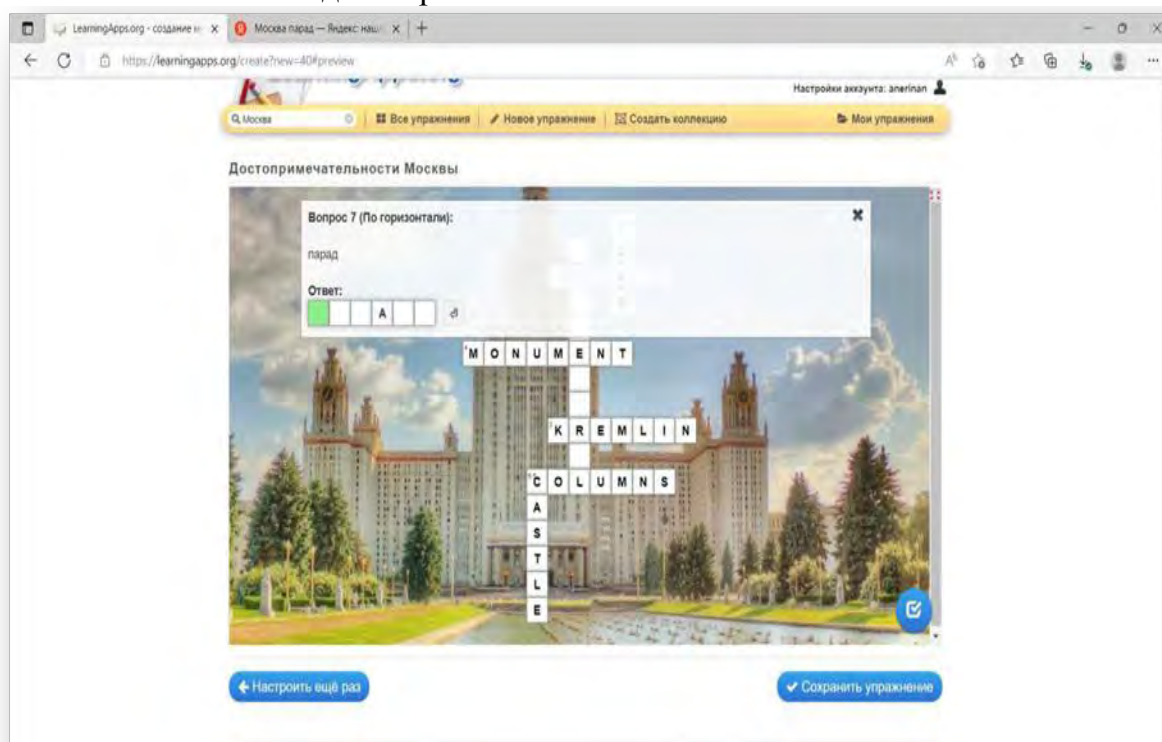 LearningApps.org - создание
Москва парад — Яндекс: наш
https://learningapps.org/create?new=40#preview
Настройки аккаунта: anerinan
Москва
Все упражнения
Новое упражнение
Создать коллекцию
Мои упражнения
Достопримечательности Москвы
Вопрос 7 (По горизонтали):
парад
Ответ:
А
MONUMENT
KREMLIN
COLUMNS
A
S
T
L
E
Настроить ещё раз
Сохранить упражнение